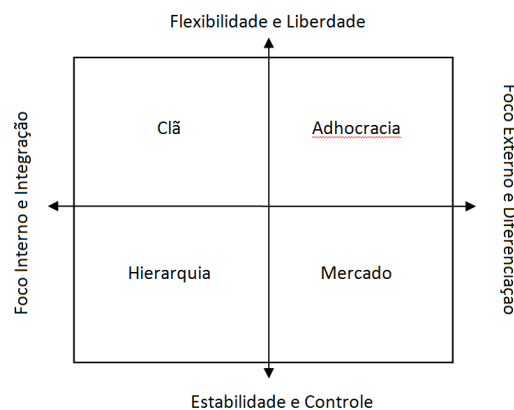 Flexibilidade e Liberdade
Foco Interno e Integração
Clã
Adhocracia
Foco Externo e Diferenciação
Hierarquia
Mercado
Estabilidade e Controle